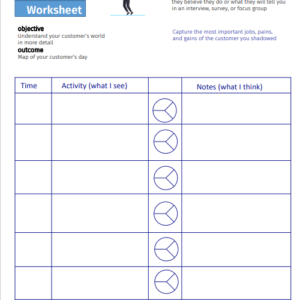 they believe they do or what they will tell you
in an interview, survey, or focus group
Worksheet
objective
Understand your customer's world
in more detail
outcome
Map of your customer's day
Capture the most important jobs, pains,
and gains of the customer you shadowed
Time Activity (what I see) Notes (what I think)